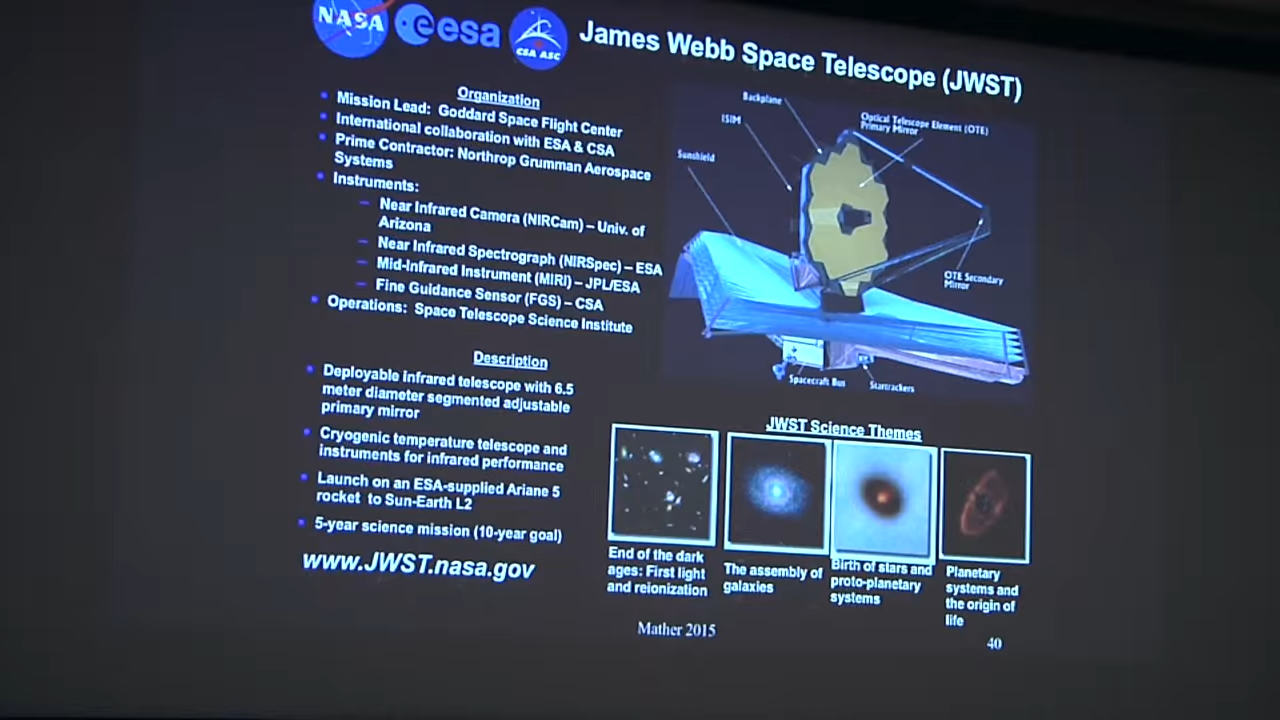 NASA
esa
CSA ASC
James Webb Space Telescope (JWST)
Organization
Mission Lead: Goddard Space Flight Center
International collaboration with ESA & CSA
Prime Contractor: Northrop Grumman Aerospace
Systems
Instruments:
– Near Infrared Camera (NIRCam) – Univ. of
Arizona
– Near Infrared Spectrograph (NIRSpec) – ESA
– Mid-Infrared Instrument (MIRI) – JPL/ESA
– Fine Guidance Sensor (FGS) – CSA
Operations: Space Telescope Science Institute
Description
Deployable infrared telescope with 6.5
meter diameter segmented adjustable
primary mirror
Cryogenic temperature telescope and
instruments for infrared performance
Launch on an ESA-supplied Ariane 5
rocket to Sun-Earth L2
5-year science mission (10-year goal)
www.JWST.nasa.gov
Backplane
ISIM
Sunshield
Optical Telescope Element (OTE)
Primary Mirror
OTE Secondary
Mirror
Spacecraft Bus
Startrackers
JWST Science Themes
End of the dark
ages: First light
and reionization
The assembly of
galaxies
Birth of stars and
proto-planetary
systems
Planetary
systems and
the origin of
life
Mather 2015
40